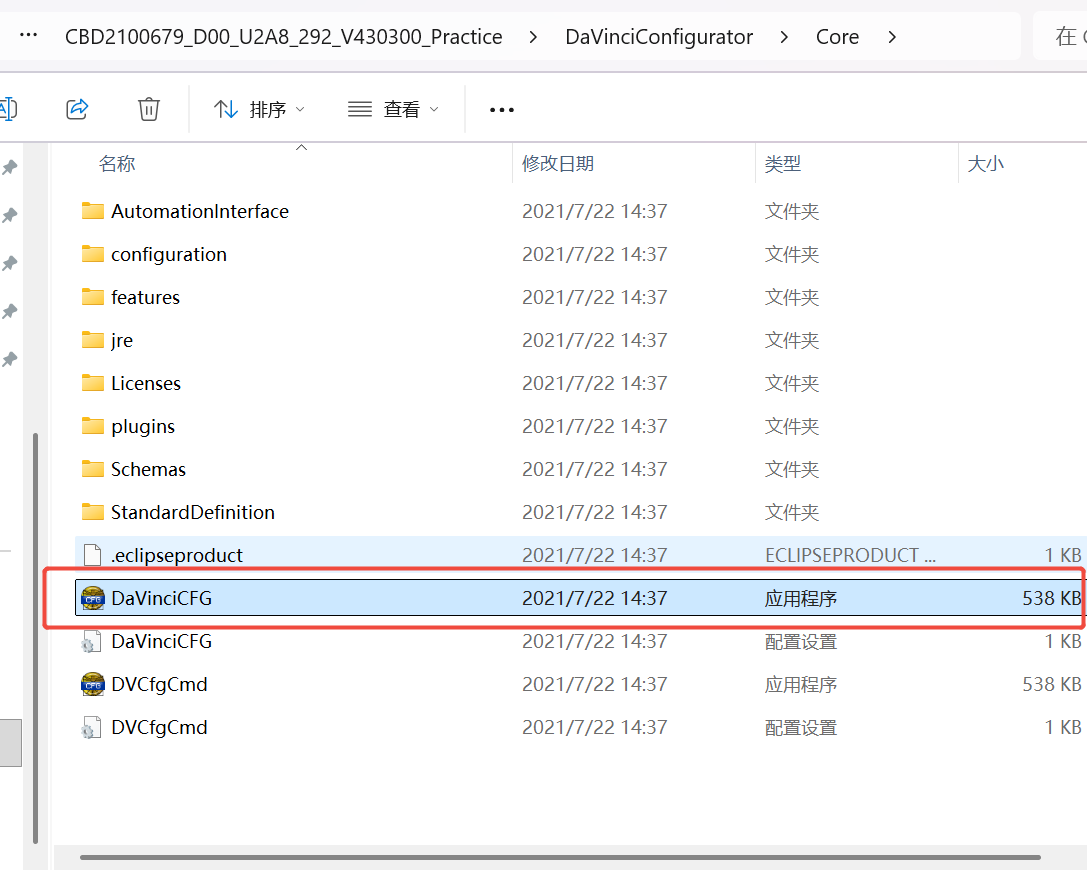 ··· CBD2100679_D00_U2A8_292_V430300_Practice > DaVinciConfigurator > Core > 在
排序 查看 ···
名称 修改日期 类型 大小
AutomationInterface 2021/7/22 14:37 文件夹
configuration 2021/7/22 14:37 文件夹
features 2021/7/22 14:37 文件夹
jre 2021/7/22 14:37 文件夹
Licenses 2021/7/22 14:37 文件夹
plugins 2021/7/22 14:37 文件夹
Schemas 2021/7/22 14:37 文件夹
StandardDefinition 2021/7/22 14:37 文件夹
.eclipseproduct 2021/7/22 14:37 ECLIPSEPRODUCT ... 1 KB
CFG DaVinciCFG 2021/7/22 14:37 应用程序 538 KB
DaVinciCFG 2021/7/22 14:37 配置设置 1 KB
CFG DVCfgCmd 2021/7/22 14:37 应用程序 538 KB
DVCfgCmd 2021/7/22 14:37 配置设置 1 KB